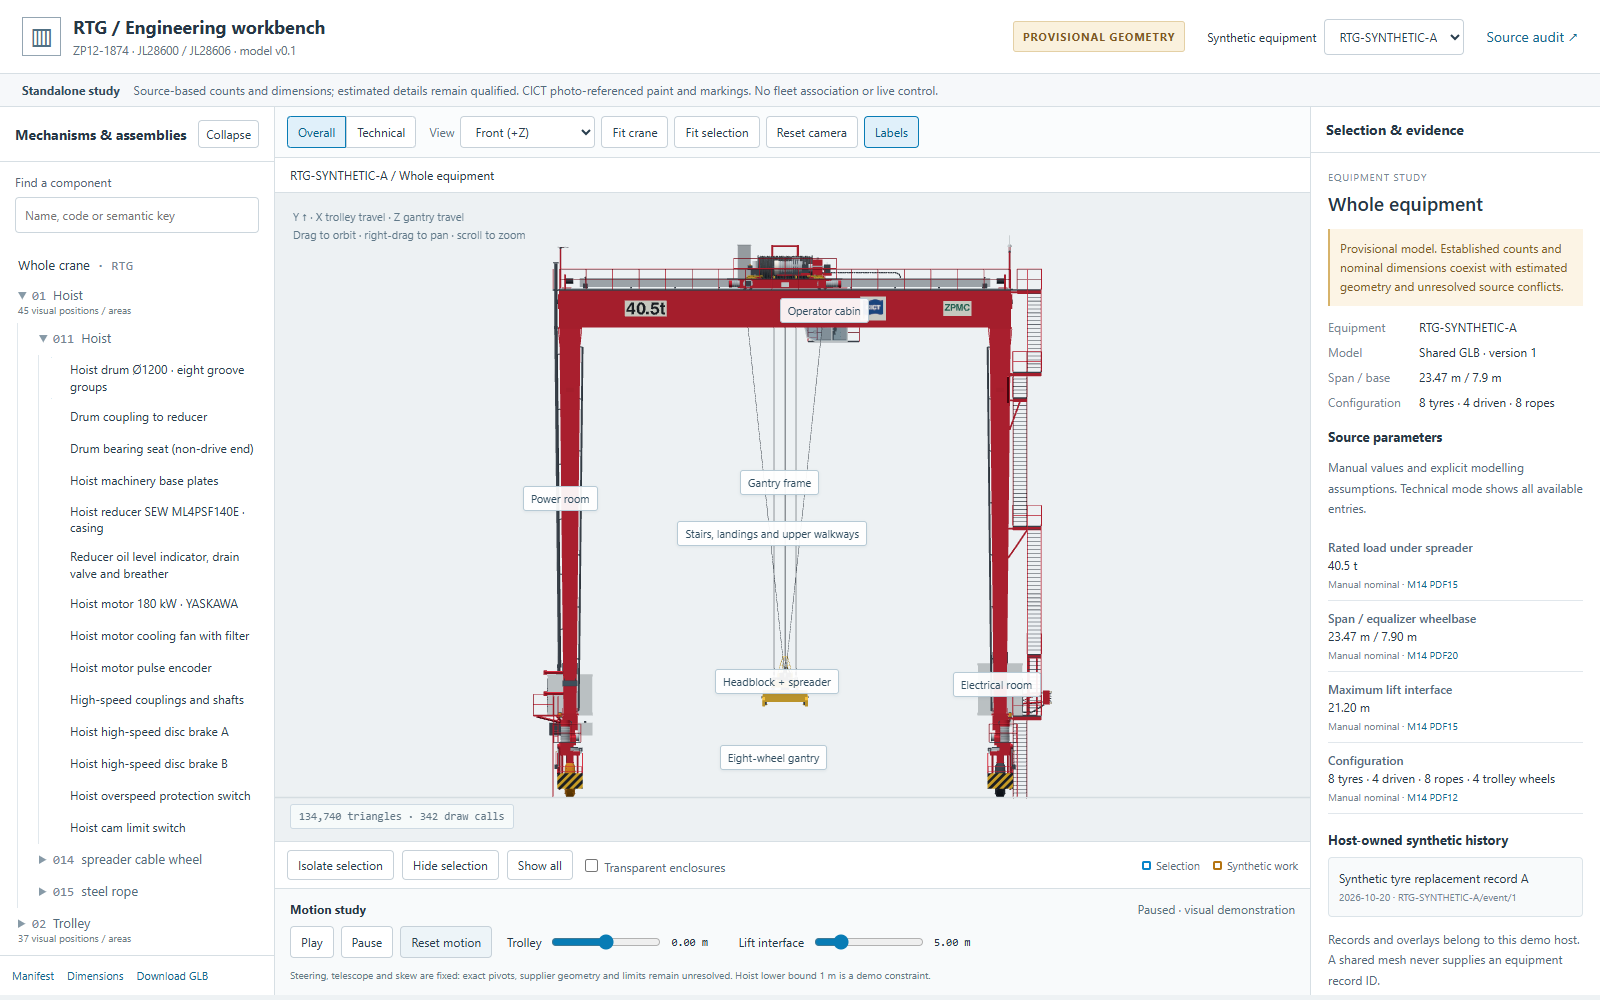 RTG / Engineering workbench
ZP12-1874 · JL28600 / JL28606 · model v0.1
PROVISIONAL GEOMETRY
Synthetic equipment
RTG-SYNTHETIC-A
Source audit ↗
Standalone study
Source-based counts and dimensions; estimated details remain qualified. CICT photo-referenced paint and markings. No fleet association or live control.
Mechanisms & assemblies
Collapse
Find a component
Name, code or semantic key
Whole crane · RTG
01 Hoist
45 visual positions / areas
011 Hoist
Hoist drum Ø1200 · eight groove
groups
Drum coupling to reducer
Drum bearing seat (non-drive end)
Hoist machinery base plates
Hoist reducer SEW ML4PSF140E ·
casing
Reducer oil level indicator, drain
valve and breather
Hoist motor 180 kW · YASKAWA
Hoist motor cooling fan with filter
Hoist motor pulse encoder
High-speed couplings and shafts
Hoist high-speed disc brake A
Hoist high-speed disc brake B
Hoist overspeed protection switch
Hoist cam limit switch
014 spreader cable wheel
015 steel rope
02 Trolley
37 visual positions / areas
Manifest
Dimensions
Download GLB
Overall
Technical
View
Front (+Z)
Fit crane
Fit selection
Reset camera
Labels
RTG-SYNTHETIC-A / Whole equipment
Y ↑ · X trolley travel · Z gantry travel
Drag to orbit · right-drag to pan · scroll to zoom
40.5t
Operator cabin
ZPMC
Power room
Gantry frame
Stairs, landings and upper walkways
Headblock + spreader
Electrical room
Eight-wheel gantry
134,740 triangles · 342 draw calls
Isolate selection
Hide selection
Show all
Transparent enclosures
Selection
Synthetic work
Motion study
Paused · visual demonstration
Play
Pause
Reset motion
Trolley
0.00 m
Lift interface
5.00 m
Steering, telescope and skew are fixed: exact pivots, supplier geometry and limits remain unresolved. Hoist lower bound 1 m is a demo constraint.
Selection & evidence
EQUIPMENT STUDY
Whole equipment
Provisional model. Established counts and
nominal dimensions coexist with estimated
geometry and unresolved source conflicts.
Equipment RTG-SYNTHETIC-A
Model Shared GLB · version 1
Span / base 23.47 m / 7.9 m
Configuration 8 tyres · 4 driven · 8 ropes
Source parameters
Manual values and explicit modelling
assumptions. Technical mode shows all available
entries.
Rated load under spreader
40.5 t
Manual nominal · M14 PDF15
Span / equalizer wheelbase
23.47 m / 7.90 m
Manual nominal · M14 PDF20
Maximum lift interface
21.20 m
Manual nominal · M14 PDF15
Configuration
8 tyres · 4 driven · 8 ropes · 4 trolley wheels
Manual nominal · M14 PDF12
Host-owned synthetic history
Synthetic tyre replacement record A
2026-10-20 · RTG-SYNTHETIC-A/event/1
Records and overlays belong to this demo host.
A shared mesh never supplies an equipment
record ID.